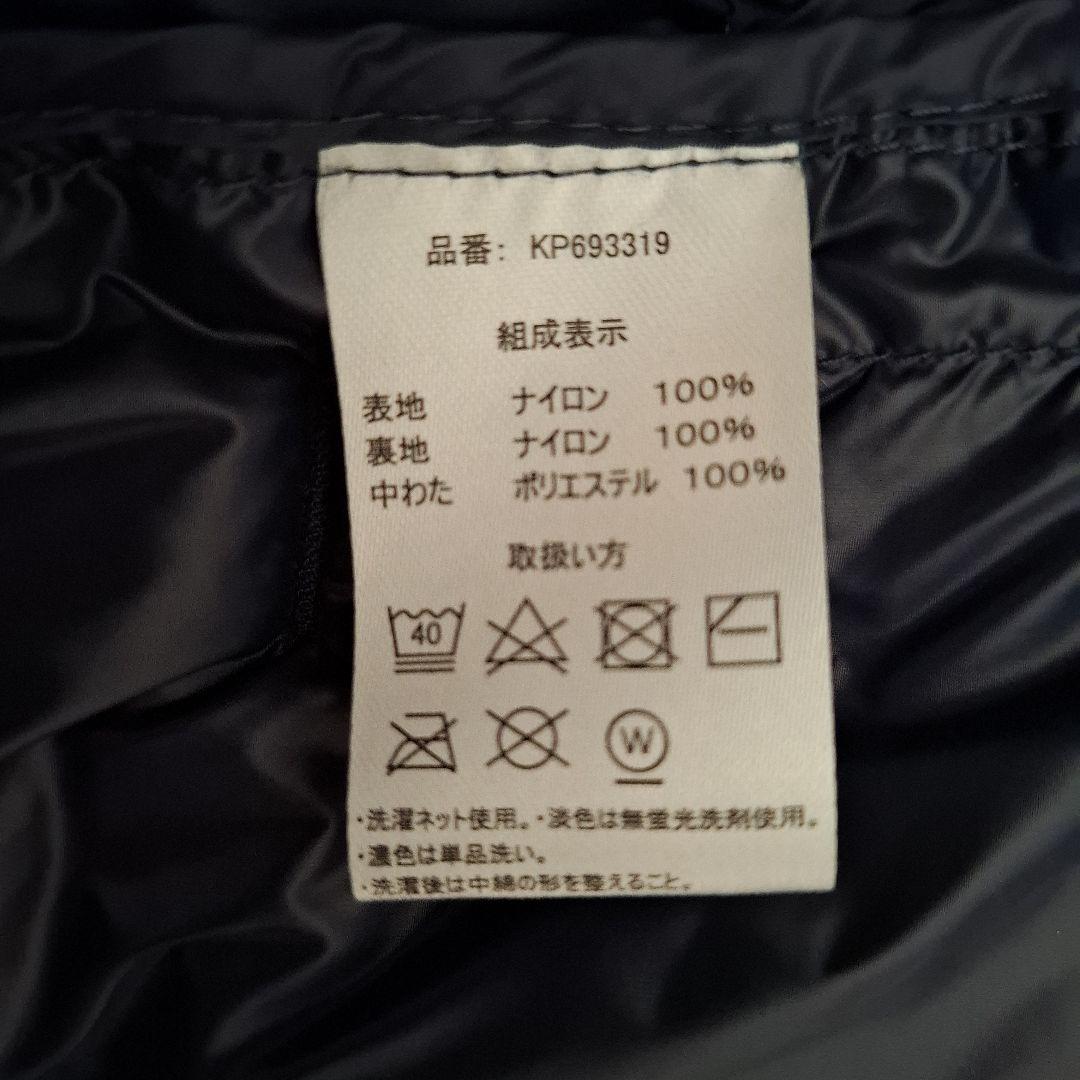 品番: KP693319
組成表示
表地 ナイロン 100%
裏地 ナイロン 100%
中わた ポリエステル 100%
取扱い方
40
W
・洗濯ネット使用。・淡色は無蛍光洗剤使用。
・濃色は単品洗い。
・洗濯後は中綿の形を整えること。